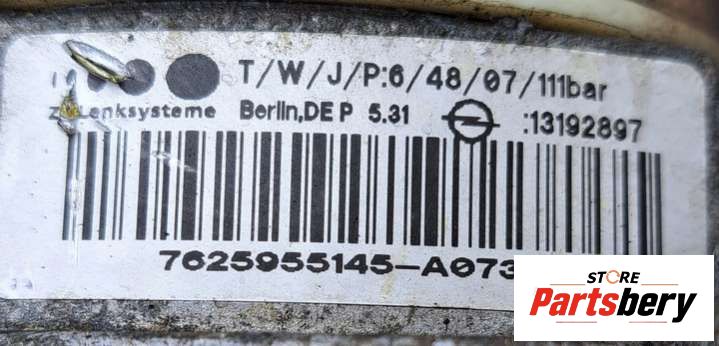 T/W/J/P:6/48/07/111bar
Lenksysteme Berlin,DE P 5.31 :13192897
7625955145-A073
STORE
Partsbery